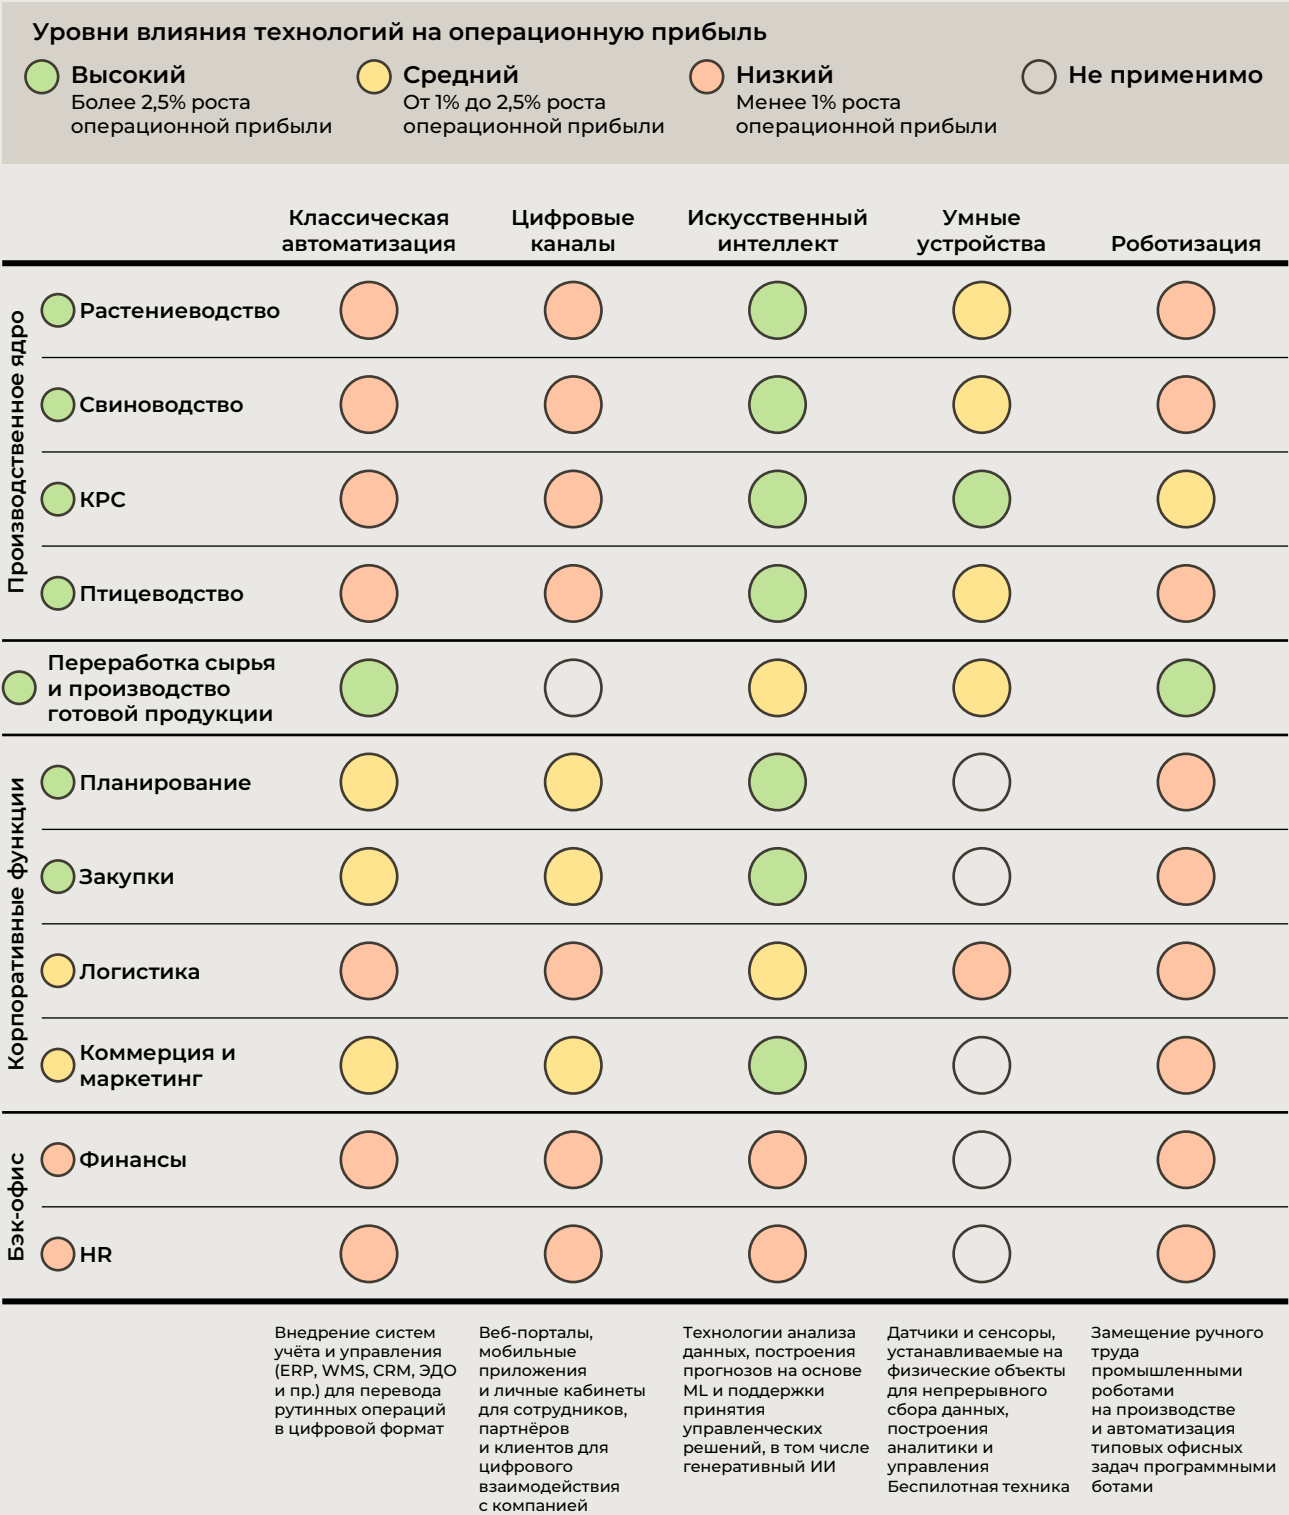 Уровни влияния технологий на операционную прибыль
Высокий
Более 2,5% роста
операционной прибыли
Средний
От 1% до 2,5% роста
операционной прибыли
Низкий
Менее 1% роста
операционной прибыли
Не применимо
Классическая
автоматизация
Цифровые
каналы
Искусственный
интеллект
Умные
устройства
Роботизация
Производственное ядро
Растениеводство
Свиноводство
КРС
Птицеводство
Переработка сырья
и производство
готовой продукции
Корпоративные функции
Планирование
Закупки
Логистика
Коммерция и
маркетинг
Бэк-офис
Финансы
HR
Внедрение систем
учёта и управления
(ERP, WMS, CRM, ЭДО
и пр.) для перевода
рутинных операций
в цифровой формат
Веб-порталы,
мобильные
приложения
и личные кабинеты
для сотрудников,
партнёров
и клиентов для
цифрового
взаимодействия
с компанией
Технологии анализа
данных, построения
прогнозов на основе
ML и поддержки
принятия
управленческих
решений, в том числе
генеративный ИИ
Датчики и сенсоры,
устанавливаемые на
физические объекты
для непрерывного
сбора данных,
построения
аналитики и
управления
Беспилотная техника
Замещение ручного
труда
промышленными
роботами
на производстве
и автоматизация
типовых офисных
задач программными
ботами